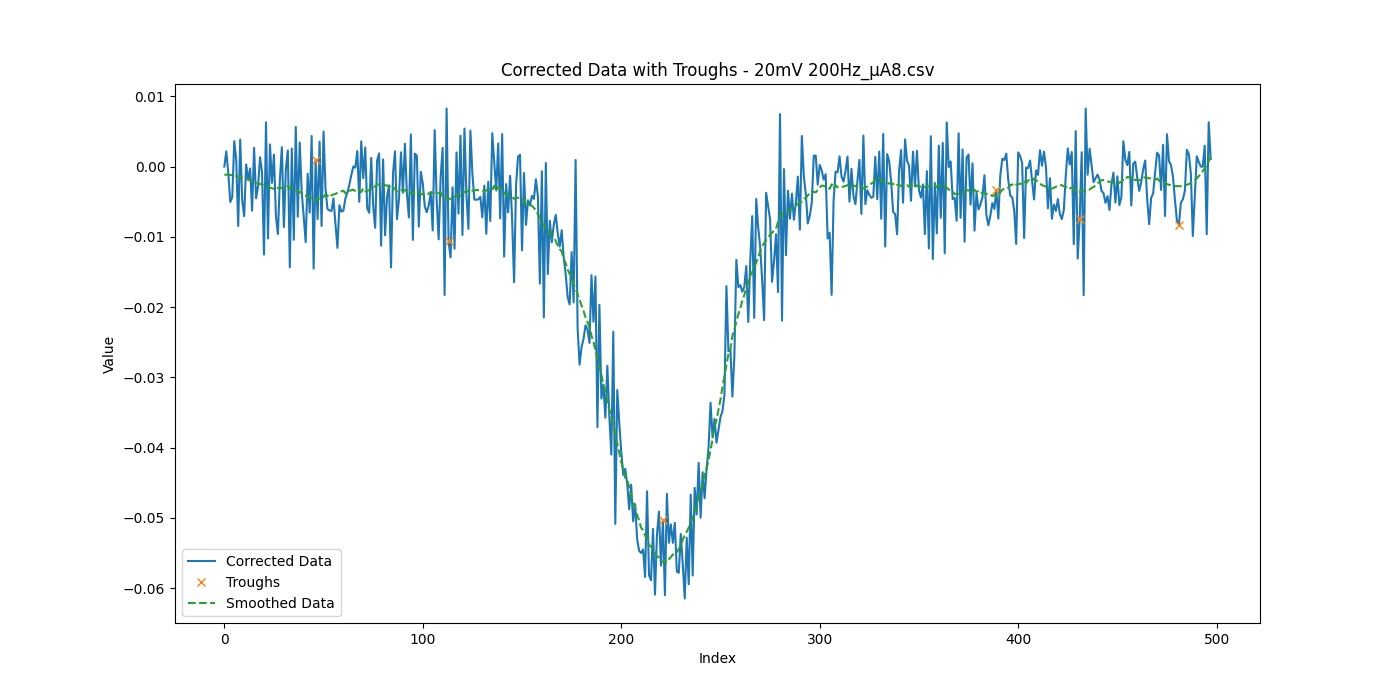 Corrected Data with Troughs - 20mV 200Hz_µA8.csv
0.01
0.00
−0.01
−0.02
−0.03
−0.04
−0.05
−0.06
Value
Corrected Data
Troughs
Smoothed Data
0
100
200
300
400
500
Index